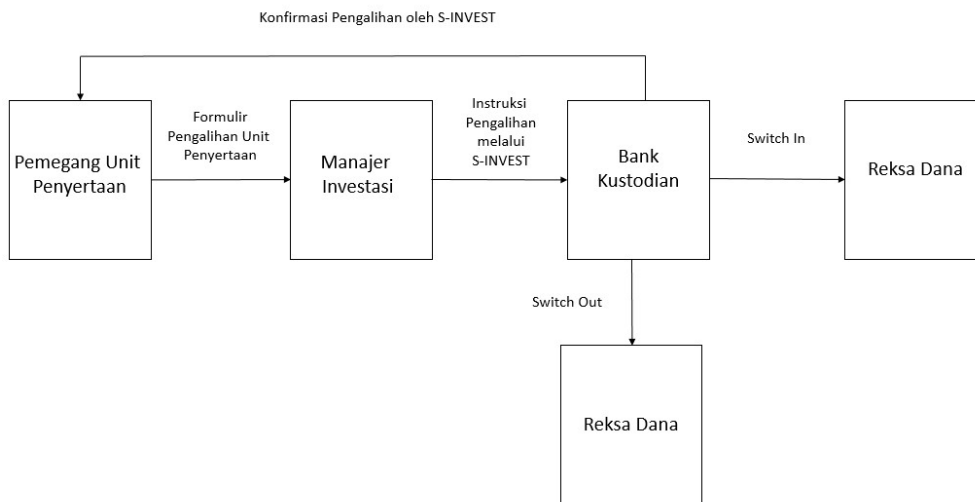 Konfirmasi Pengalihan oleh S-INVEST
Pemegang Unit
Penyertaan
Formulir
Pengalihan Unit
Penyertaan
Manajer
Investasi
Instruksi
Pengalihan
melalui
S-INVEST
Bank
Kustodian
Switch In
Reksa Dana
Switch Out
Reksa Dana